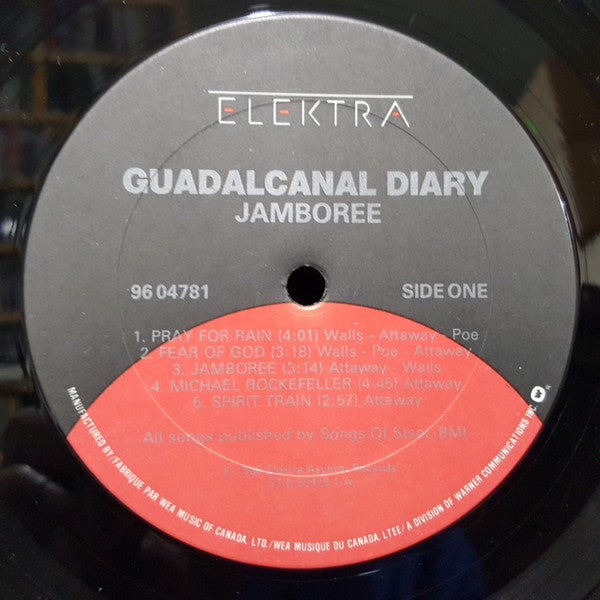 ELEKTRA
GUADALCANAL DIARY
JAMBOREE
96 04781
SIDE ONE
1. PRAY FOR RAIN (4:01) Walls - Attaway - Poe
2. FEAR OF GOD (3:18) Walls - Poe - Attaway
3. JAMBOREE (3:14) Attaway - Walls
4. MICHAEL ROCKEFELLER (4:45) Attaway
5. SPIRIT TRAIN (2:57) Attaway
All songs published by Songs Of Steel, BMI
Elektra Asylum Records
MANUFACTURED BY/FABRIQUE PAR WEA MUSIC OF CANADA, LTD./WEA MUSIQUE DU CANADA, LTEE/A DIVISION OF WARNER COMMUNICATIONS INC.